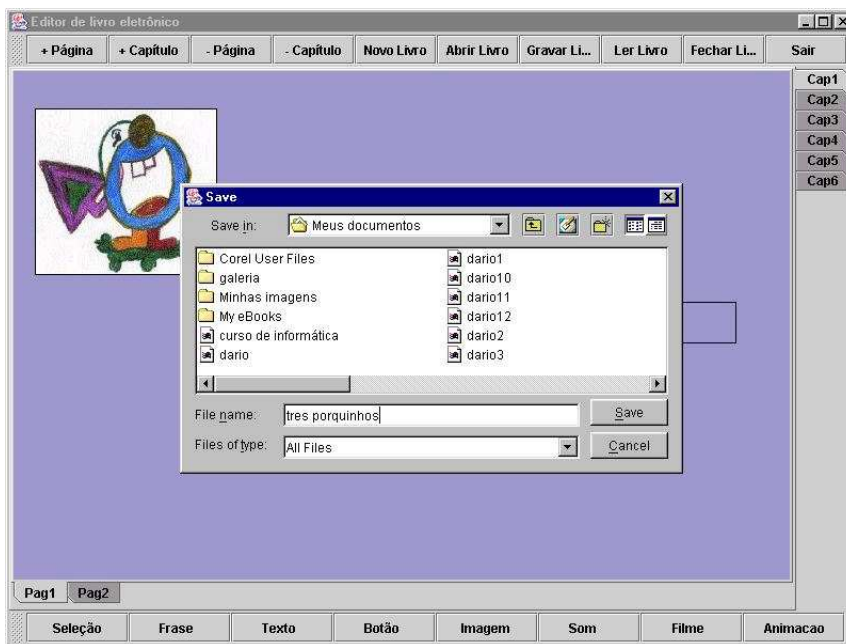 Editor de livro eletrônico
+ Página + Capítulo - Página - Capítulo Novo Livro Abrir Livro Gravar Li... Ler Livro Fechar Li... Sair
Cap1
Cap2
Cap3
Cap4
Cap5
Cap6
Save
Save in: Meus documentos
Corel User Files dario1
galeria dario10
Minhas imagens dario11
My eBooks dario12
curso de informática dario2
dario dario3
File name: tres porquinhos Save
Files of type: All Files Cancel
Pag1 Pag2
Seleção Frase Texto Botão Imagem Som Filme Animacao